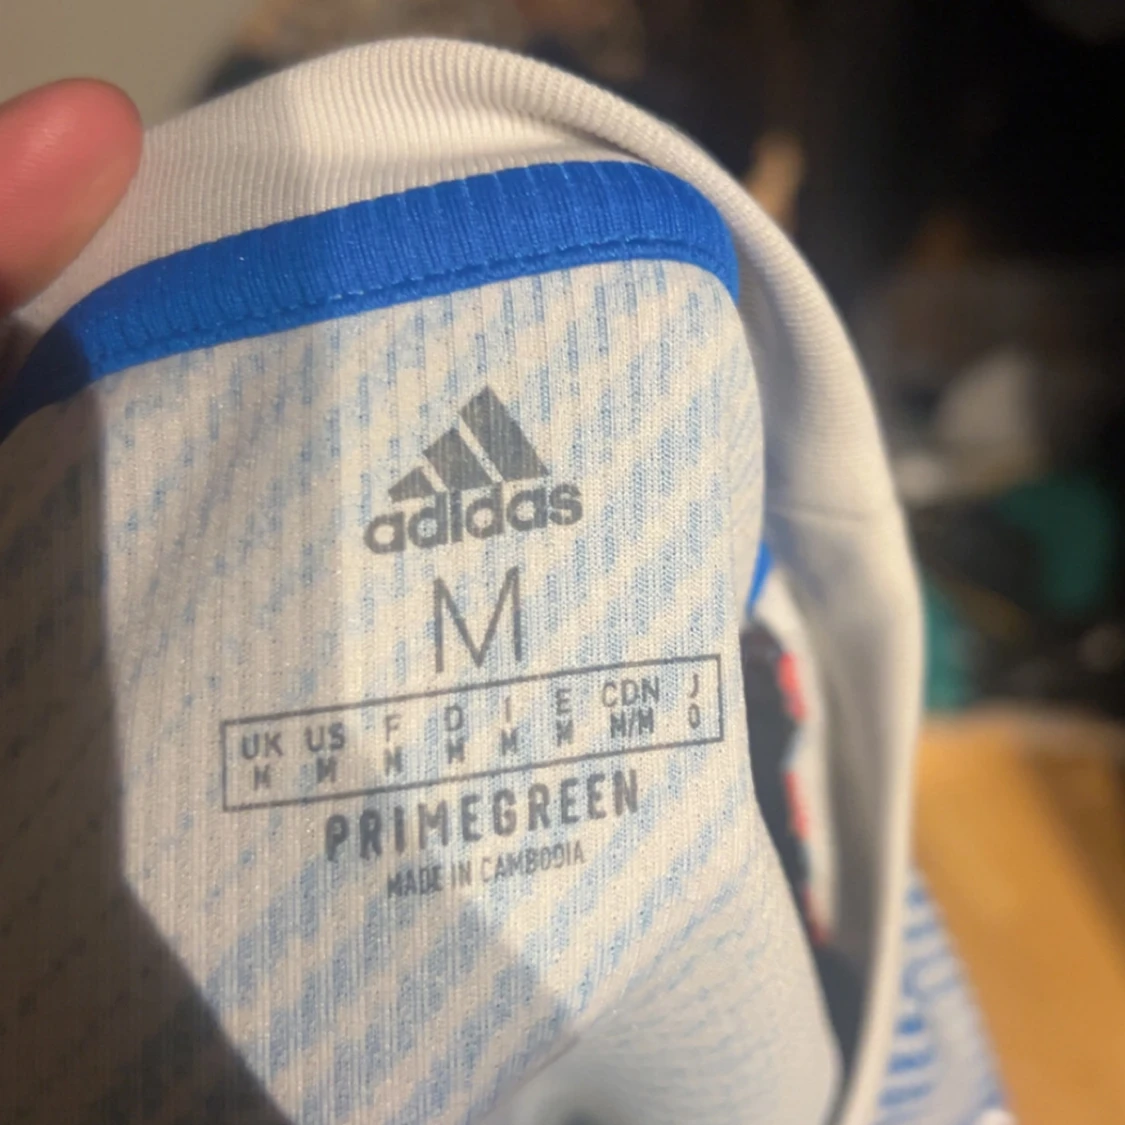 adidas
M
UK US F D I E CDN J
M M M M M M M/M O
PRIMEGREEN
MADE IN CAMBODIA